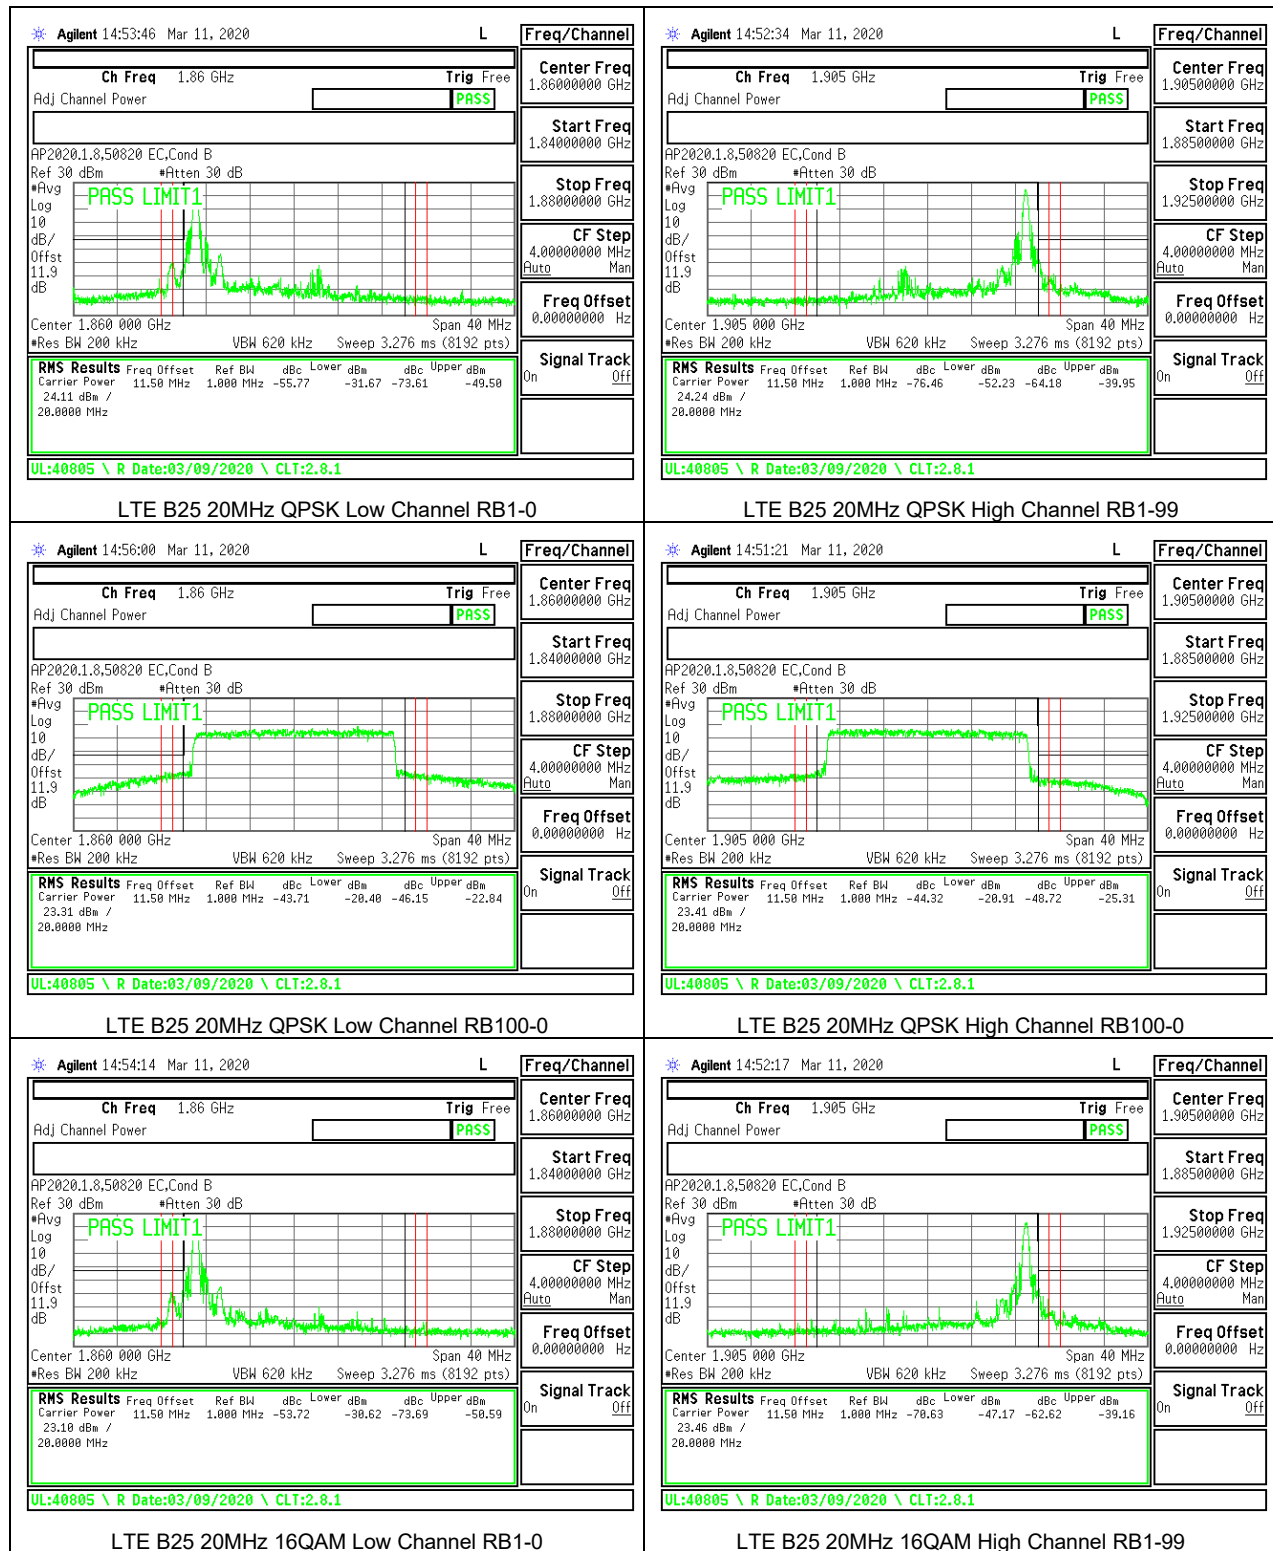 Agilent 14:53:46 Mar 11, 2020 L Freq/Channel
Ch Freq 1.86 GHz Trig Free
Adj Channel Power PASS
AP2020.1.8,50820 EC,Cond B
Ref 30 dBm #Atten 30 dB
#Avg
Log
10
dB/
Offst
11.9
dB
PASS LIMIT1
Center 1.860 000 GHz Span 40 MHz
#Res BW 200 kHz VBW 620 kHz Sweep 3.276 ms (8192 pts)
RMS Results Freq Offset Ref BW dBc Lower dBm dBc Upper dBm
Carrier Power 11.50 MHz 1.000 MHz -55.77 -31.67 -73.61 -49.50
24.11 dBm /
20.0000 MHz
Center Freq
1.86000000 GHz
Start Freq
1.84000000 GHz
Stop Freq
1.88000000 GHz
CF Step
4.00000000 MHz
Auto Man
Freq Offset
0.00000000 Hz
Signal Track
On Off
UL:40805 \ R Date:03/09/2020 \ CLT:2.8.1
LTE B25 20MHz QPSK Low Channel RB1-0
Agilent 14:52:34 Mar 11, 2020 L Freq/Channel
Ch Freq 1.905 GHz Trig Free
Adj Channel Power PASS
AP2020.1.8,50820 EC,Cond B
Ref 30 dBm #Atten 30 dB
#Avg
Log
10
dB/
Offst
11.9
dB
PASS LIMIT1
Center 1.905 000 GHz Span 40 MHz
#Res BW 200 kHz VBW 620 kHz Sweep 3.276 ms (8192 pts)
RMS Results Freq Offset Ref BW dBc Lower dBm dBc Upper dBm
Carrier Power 11.50 MHz 1.000 MHz -76.46 -52.23 -64.18 -39.95
24.24 dBm /
20.0000 MHz
Center Freq
1.90500000 GHz
Start Freq
1.88500000 GHz
Stop Freq
1.92500000 GHz
CF Step
4.00000000 MHz
Auto Man
Freq Offset
0.00000000 Hz
Signal Track
On Off
UL:40805 \ R Date:03/09/2020 \ CLT:2.8.1
LTE B25 20MHz QPSK High Channel RB1-99
Agilent 14:56:00 Mar 11, 2020 L Freq/Channel
Ch Freq 1.86 GHz Trig Free
Adj Channel Power PASS
AP2020.1.8,50820 EC,Cond B
Ref 30 dBm #Atten 30 dB
#Avg
Log
10
dB/
Offst
11.9
dB
PASS LIMIT1
Center 1.860 000 GHz Span 40 MHz
#Res BW 200 kHz VBW 620 kHz Sweep 3.276 ms (8192 pts)
RMS Results Freq Offset Ref BW dBc Lower dBm dBc Upper dBm
Carrier Power 11.50 MHz 1.000 MHz -43.71 -20.40 -46.15 -22.84
23.31 dBm /
20.0000 MHz
Center Freq
1.86000000 GHz
Start Freq
1.84000000 GHz
Stop Freq
1.88000000 GHz
CF Step
4.00000000 MHz
Auto Man
Freq Offset
0.00000000 Hz
Signal Track
On Off
UL:40805 \ R Date:03/09/2020 \ CLT:2.8.1
LTE B25 20MHz QPSK Low Channel RB100-0
Agilent 14:51:21 Mar 11, 2020 L Freq/Channel
Ch Freq 1.905 GHz Trig Free
Adj Channel Power PASS
AP2020.1.8,50820 EC,Cond B
Ref 30 dBm #Atten 30 dB
#Avg
Log
10
dB/
Offst
11.9
dB
PASS LIMIT1
Center 1.905 000 GHz Span 40 MHz
#Res BW 200 kHz VBW 620 kHz Sweep 3.276 ms (8192 pts)
RMS Results Freq Offset Ref BW dBc Lower dBm dBc Upper dBm
Carrier Power 11.50 MHz 1.000 MHz -44.32 -20.91 -48.72 -25.31
23.41 dBm /
20.0000 MHz
Center Freq
1.90500000 GHz
Start Freq
1.88500000 GHz
Stop Freq
1.92500000 GHz
CF Step
4.00000000 MHz
Auto Man
Freq Offset
0.00000000 Hz
Signal Track
On Off
UL:40805 \ R Date:03/09/2020 \ CLT:2.8.1
LTE B25 20MHz QPSK High Channel RB100-0
Agilent 14:54:14 Mar 11, 2020 L Freq/Channel
Ch Freq 1.86 GHz Trig Free
Adj Channel Power PASS
AP2020.1.8,50820 EC,Cond B
Ref 30 dBm #Atten 30 dB
#Avg
Log
10
dB/
Offst
11.9
dB
PASS LIMIT1
Center 1.860 000 GHz Span 40 MHz
#Res BW 200 kHz VBW 620 kHz Sweep 3.276 ms (8192 pts)
RMS Results Freq Offset Ref BW dBc Lower dBm dBc Upper dBm
Carrier Power 11.50 MHz 1.000 MHz -53.72 -30.62 -73.69 -50.59
23.10 dBm /
20.0000 MHz
Center Freq
1.86000000 GHz
Start Freq
1.84000000 GHz
Stop Freq
1.88000000 GHz
CF Step
4.00000000 MHz
Auto Man
Freq Offset
0.00000000 Hz
Signal Track
On Off
UL:40805 \ R Date:03/09/2020 \ CLT:2.8.1
LTE B25 20MHz 16QAM Low Channel RB1-0
Agilent 14:52:17 Mar 11, 2020 L Freq/Channel
Ch Freq 1.905 GHz Trig Free
Adj Channel Power PASS
AP2020.1.8,50820 EC,Cond B
Ref 30 dBm #Atten 30 dB
#Avg
Log
10
dB/
Offst
11.9
dB
PASS LIMIT1
Center 1.905 000 GHz Span 40 MHz
#Res BW 200 kHz VBW 620 kHz Sweep 3.276 ms (8192 pts)
RMS Results Freq Offset Ref BW dBc Lower dBm dBc Upper dBm
Carrier Power 11.50 MHz 1.000 MHz -70.63 -47.17 -62.62 -39.16
23.46 dBm /
20.0000 MHz
Center Freq
1.90500000 GHz
Start Freq
1.88500000 GHz
Stop Freq
1.92500000 GHz
CF Step
4.00000000 MHz
Auto Man
Freq Offset
0.00000000 Hz
Signal Track
On Off
UL:40805 \ R Date:03/09/2020 \ CLT:2.8.1
LTE B25 20MHz 16QAM High Channel RB1-99